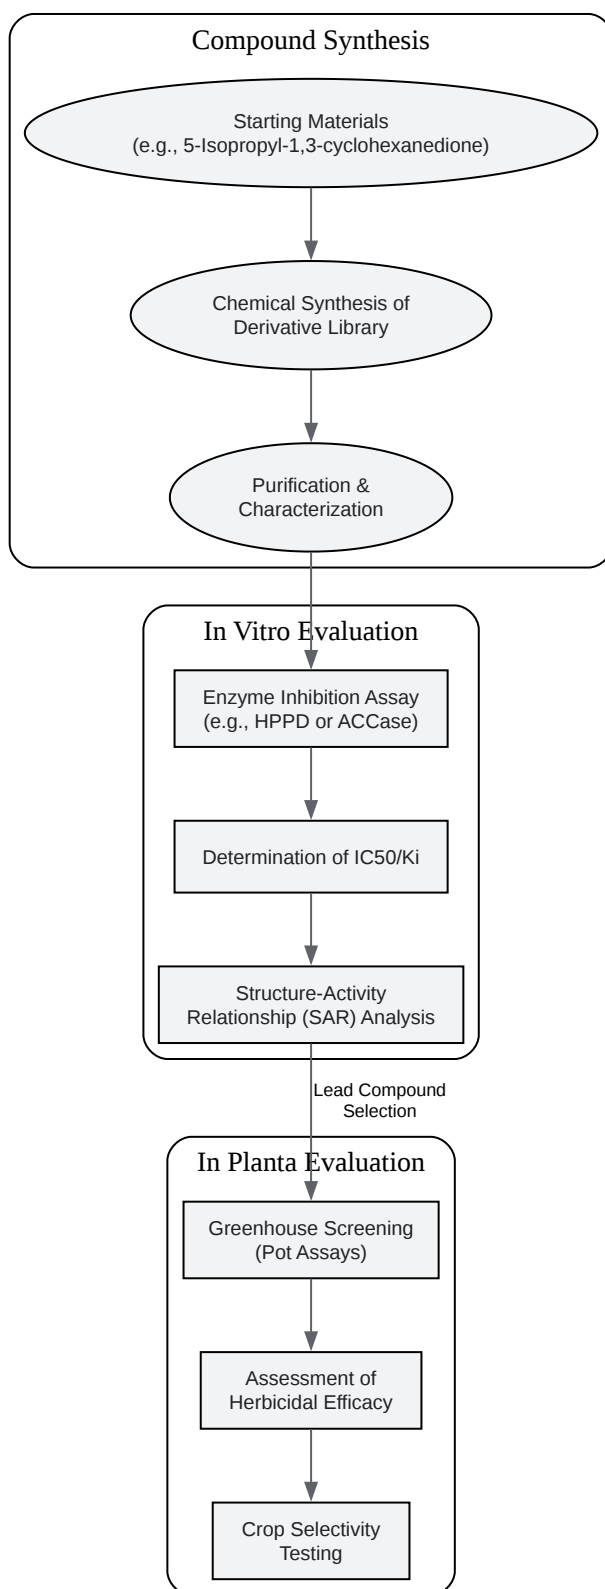 Compound Synthesis
Starting Materials
(e.g., 5-Isopropyl-1,3-cyclohexanedione)
Chemical Synthesis of
Derivative Library
Purification &
Characterization
In Vitro Evaluation
Enzyme Inhibition Assay
(e.g., HPPD or ACCase)
Determination of IC50/Ki
Structure-Activity
Relationship (SAR) Analysis
Lead Compound
Selection
In Planta Evaluation
Greenhouse Screening
(Pot Assays)
Assessment of
Herbicidal Efficacy
Crop Selectivity
Testing